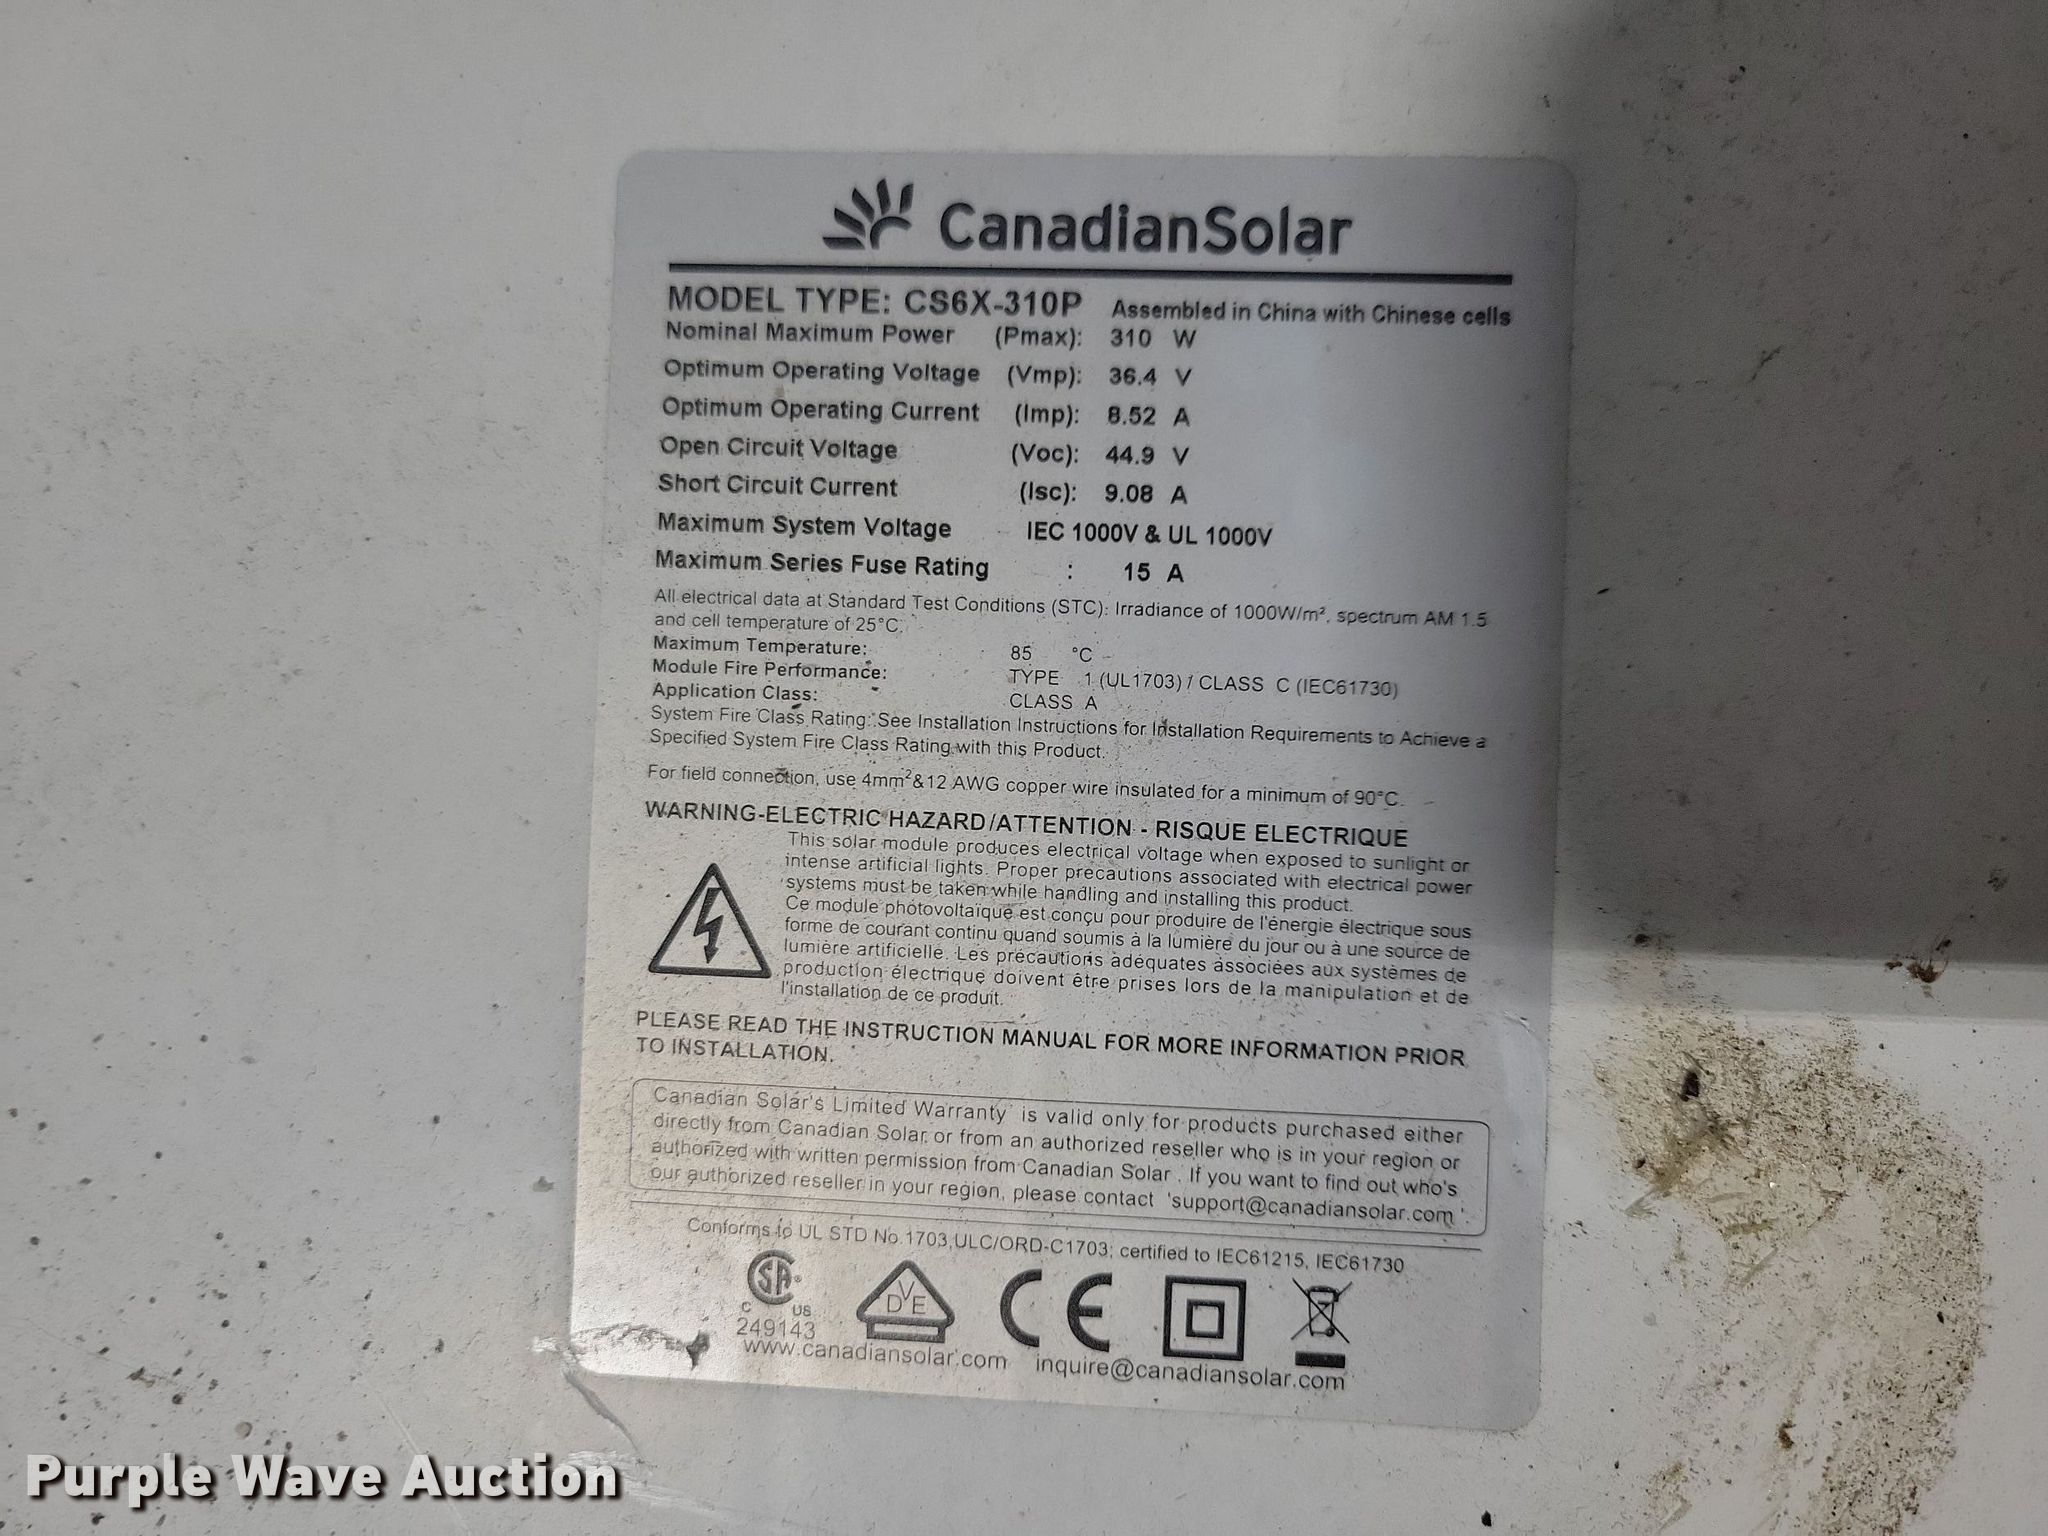 CanadianSolar
MODEL TYPE: CS6X-310P Assembled in China with Chinese cells
Nominal Maximum Power (Pmax): 310 W
Optimum Operating Voltage (Vmp): 36.4 V
Optimum Operating Current (Imp): 8.52 A
Open Circuit Voltage (Voc): 44.9 V
Short Circuit Current (Isc): 9.08 A
Maximum System Voltage IEC 1000V & UL 1000V
Maximum Series Fuse Rating : 15 A
All electrical data at Standard Test Conditions (STC): Irradiance of 1000W/m², spectrum AM 1.5
and cell temperature of 25°C.
Maximum Temperature: 85 °C
Module Fire Performance: TYPE 1 (UL1703) / CLASS C (IEC61730)
Application Class: CLASS A
System Fire Class Rating: See Installation Instructions for Installation Requirements to Achieve a
Specified System Fire Class Rating with this Product.
For field connection, use 4mm²&12 AWG copper wire insulated for a minimum of 90°C.
WARNING-ELECTRIC HAZARD/ATTENTION - RISQUE ELECTRIQUE
This solar module produces electrical voltage when exposed to sunlight or
intense artificial lights. Proper precautions associated with electrical power
systems must be taken while handling and installing this product.
Ce module photovoltaïque est conçu pour produire de l'énergie électrique sous
forme de courant continu quand soumis à la lumière du jour ou à une source de
lumière artificielle. Les précautions adéquates associées aux systèmes de
production électrique doivent être prises lors de la manipulation et de
l'installation de ce produit.
PLEASE READ THE INSTRUCTION MANUAL FOR MORE INFORMATION PRIOR
TO INSTALLATION.
Canadian Solar's Limited Warranty is valid only for products purchased either
directly from Canadian Solar or from an authorized reseller who is in your region or
authorized with written permission from Canadian Solar . If you want to find out who's
our authorized reseller in your region, please contact 'support@canadiansolar.com '.
Conforms to UL STD No.1703,ULC/ORD-C1703; certified to IEC61215, IEC61730
SA ®
C US
249143
DVE
CE
www.canadiansolar.com inquire@canadiansolar.com
Purple Wave Auction